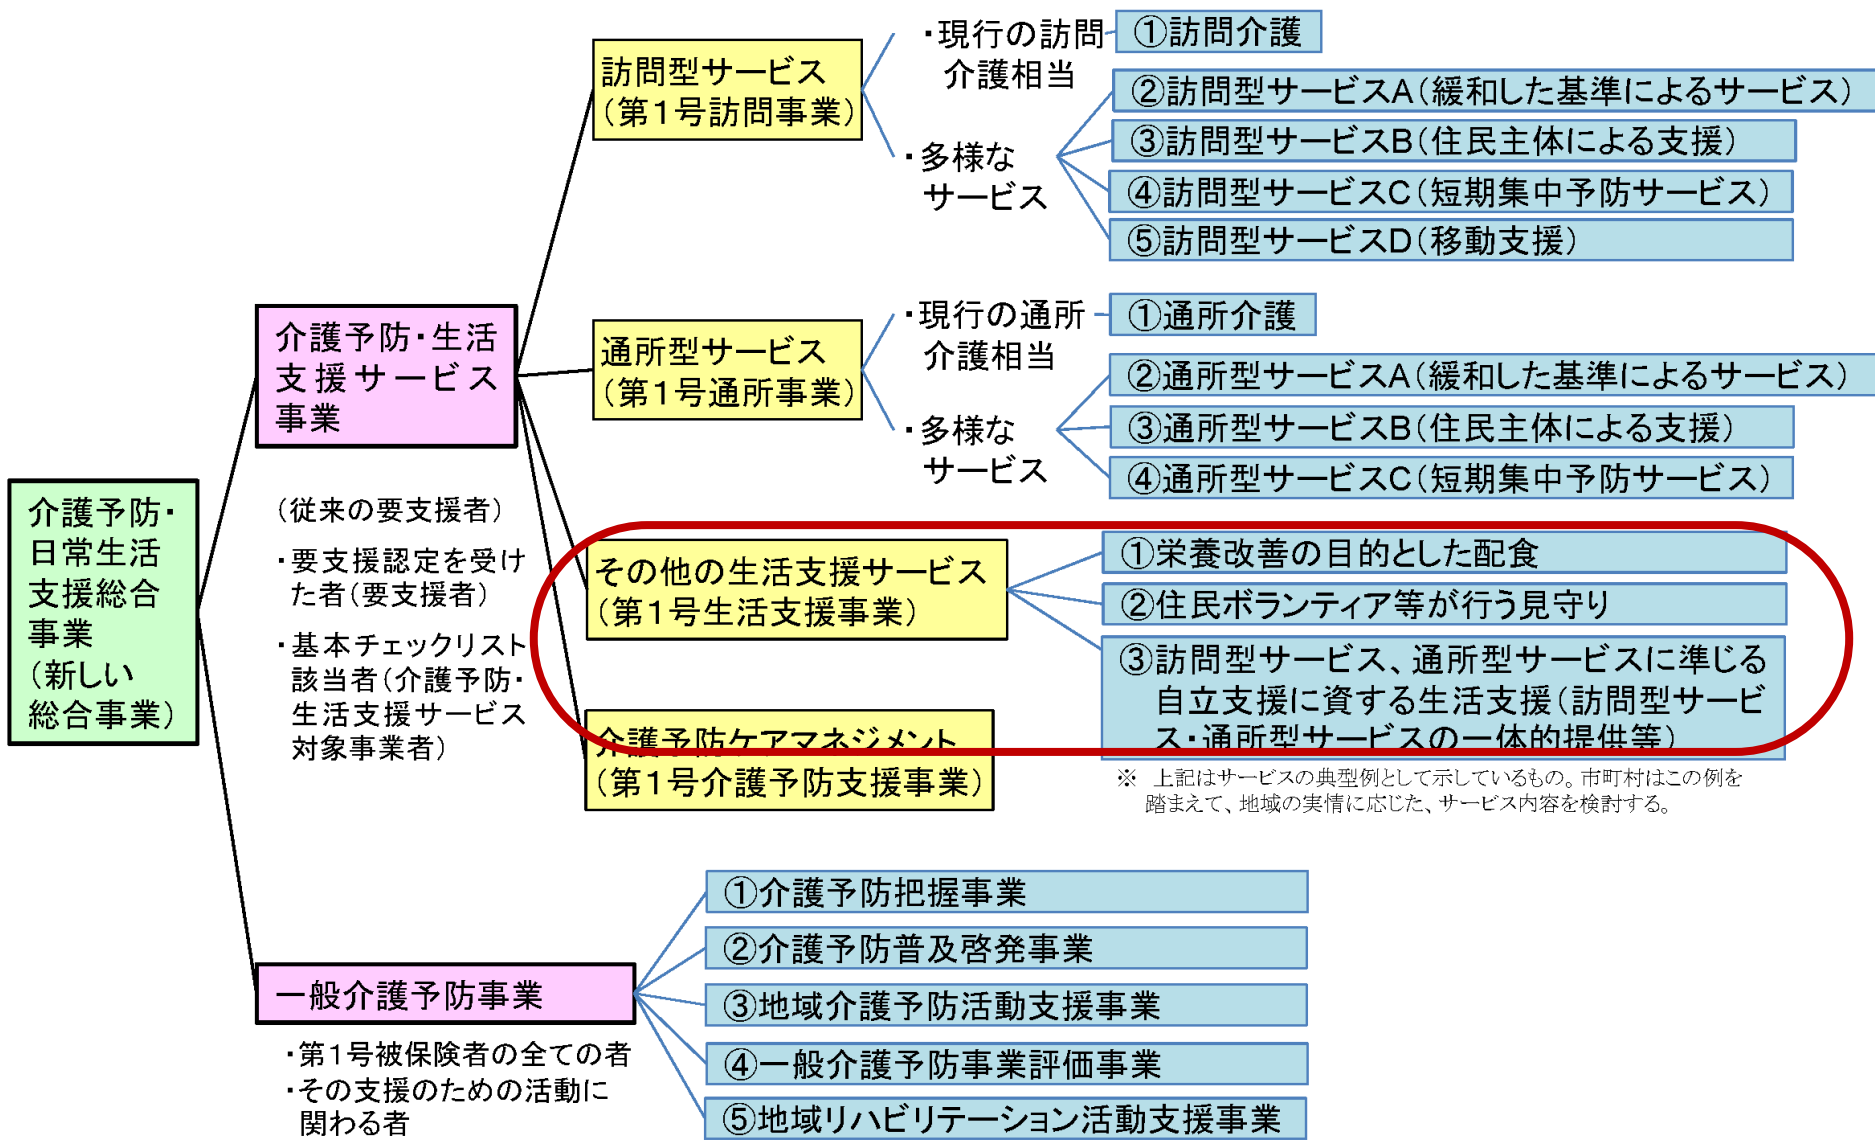 介護予防・
日常生活
支援総合
事業
(新しい
総合事業)
介護予防・生活
支援サービス
事業
(従来の要支援者)
・要支援認定を受け
た者(要支援者)
・基本チェックリスト
該当者(介護予防・
生活支援サービス
対象事業者)
訪問型サービス
(第1号訪問事業)
・現行の訪問
介護相当
①訪問介護
・多様な
サービス
②訪問型サービスA(緩和した基準によるサービス)
③訪問型サービスB(住民主体による支援)
④訪問型サービスC(短期集中予防サービス)
⑤訪問型サービスD(移動支援)
通所型サービス
(第1号通所事業)
・現行の通所
介護相当
①通所介護
・多様な
サービス
②通所型サービスA(緩和した基準によるサービス)
③通所型サービスB(住民主体による支援)
④通所型サービスC(短期集中予防サービス)
その他の生活支援サービス
(第1号生活支援事業)
①栄養改善の目的とした配食
②住民ボランティア等が行う見守り
③訪問型サービス、通所型サービスに準じる
自立支援に資する生活支援(訪問型サービ
ス・通所型サービスの一体的提供等)
介護予防ケアマネジメント
(第1号介護予防支援事業)
※ 上記はサービスの典型例として示しているもの。市町村はこの例を
踏まえて、地域の実情に応じた、サービス内容を検討する。
一般介護予防事業
・第1号被保険者の全ての者
・その支援のための活動に
関わる者
①介護予防把握事業
②介護予防普及啓発事業
③地域介護予防活動支援事業
④一般介護予防事業評価事業
⑤地域リハビリテーション活動支援事業